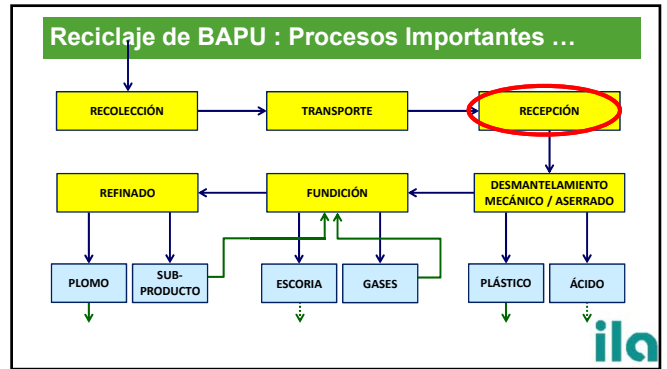 Reciclaje de BAPU : Procesos Importantes …
RECOLECCIÓN
TRANSPORTE
RECEPCIÓN
REFINADO
FUNDICIÓN
DESMANTELAMIENTO
MECÁNICO / ASERRADO
PLOMO
SUB-
PRODUCTO
ESCORIA
GASES
PLÁSTICO
ÁCIDO
ila